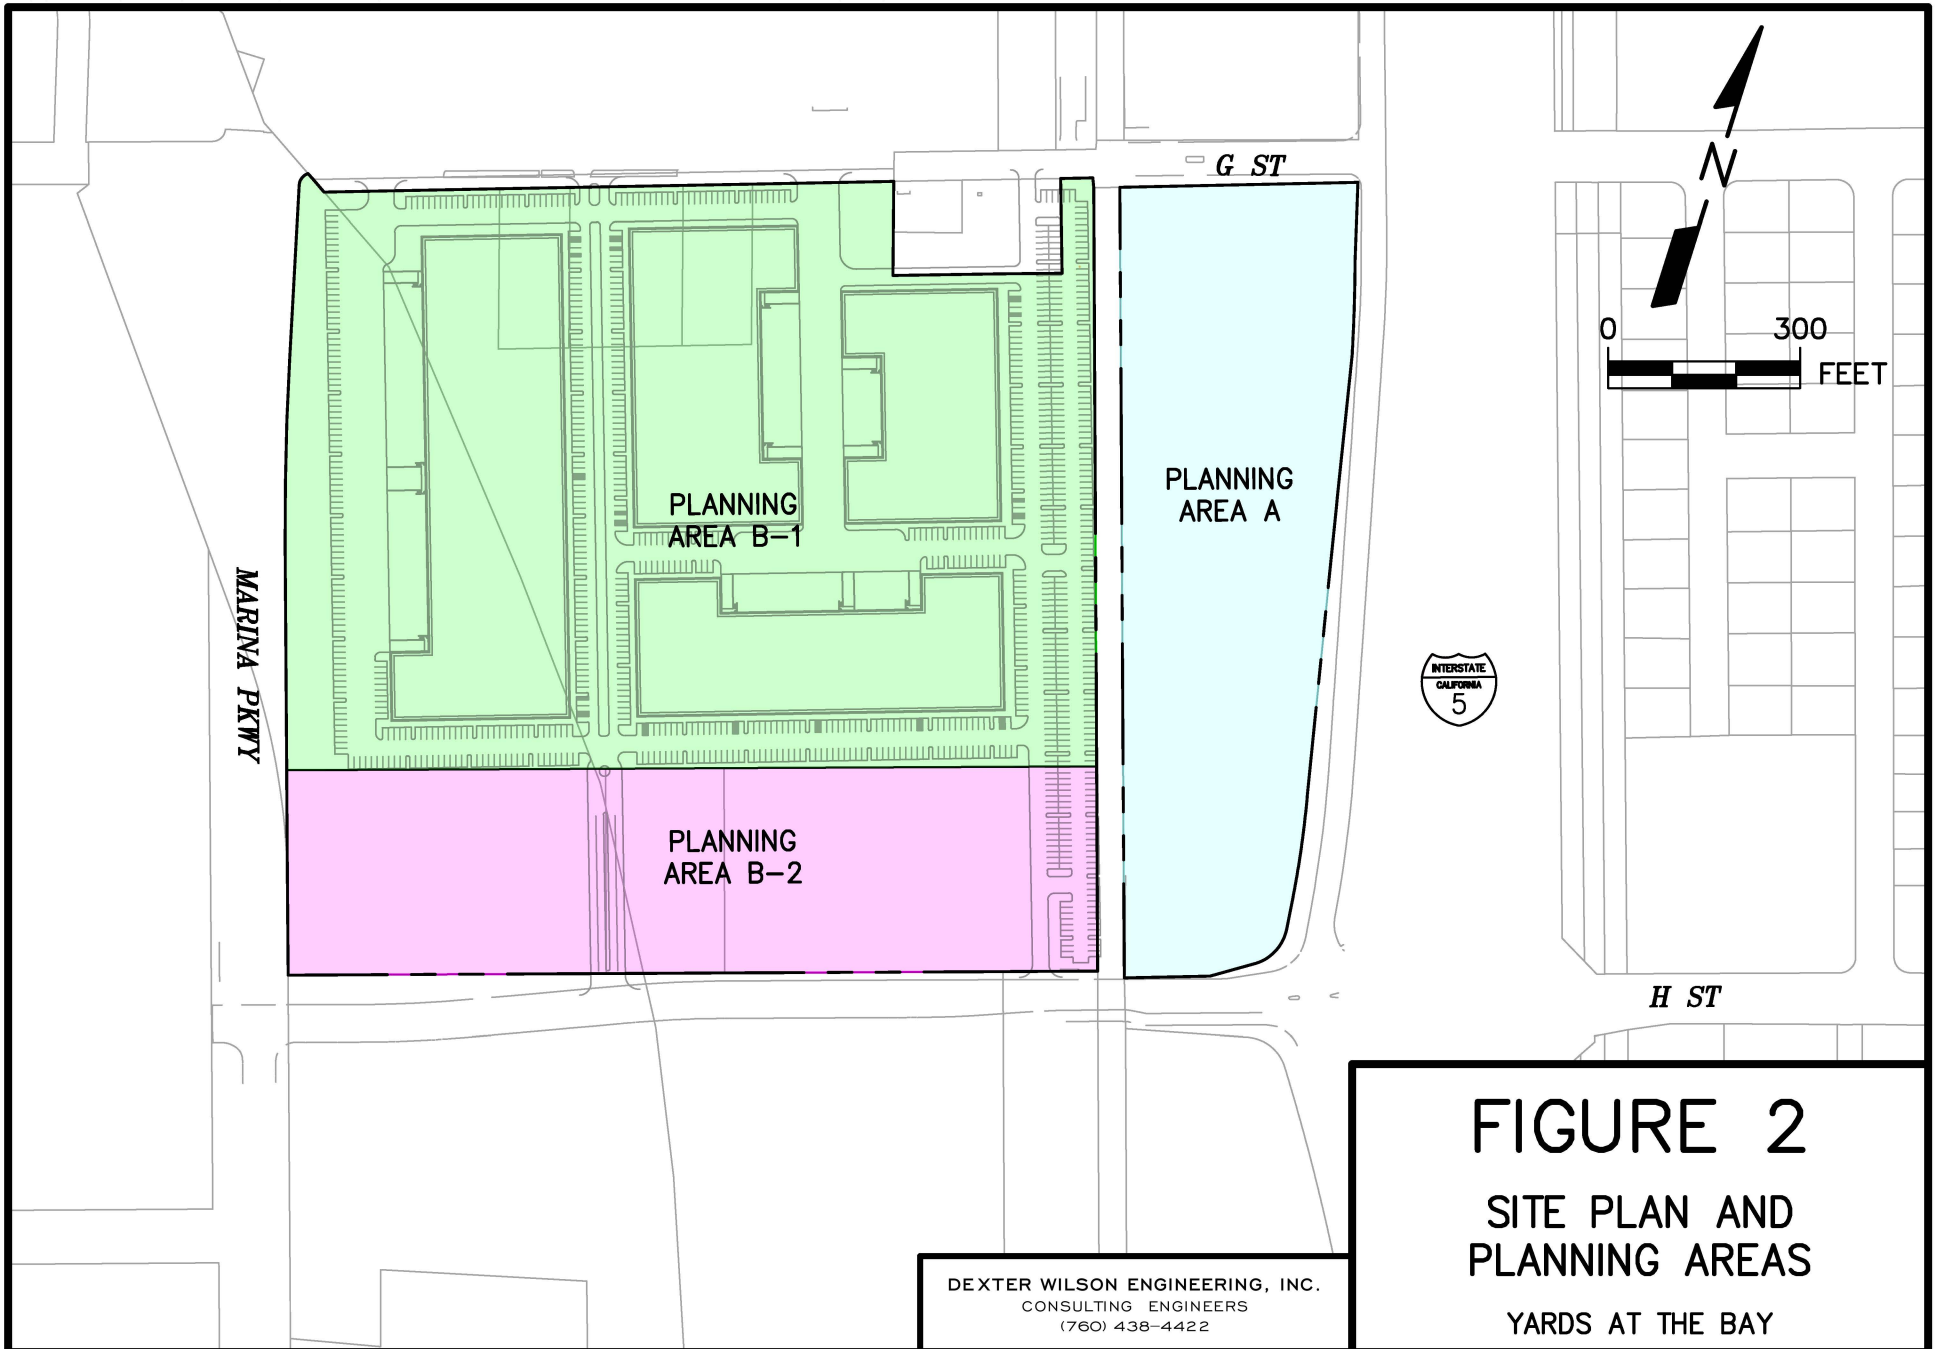 G ST
N
0 300
FEET
PLANNING
AREA A
PLANNING
AREA B-1
MARINA PKWY
INTERSTATE
CALIFORNIA
5
PLANNING
AREA B-2
H ST
FIGURE 2
SITE PLAN AND
PLANNING AREAS
YARDS AT THE BAY
DEXTER WILSON ENGINEERING, INC.
CONSULTING ENGINEERS
(760) 438-4422